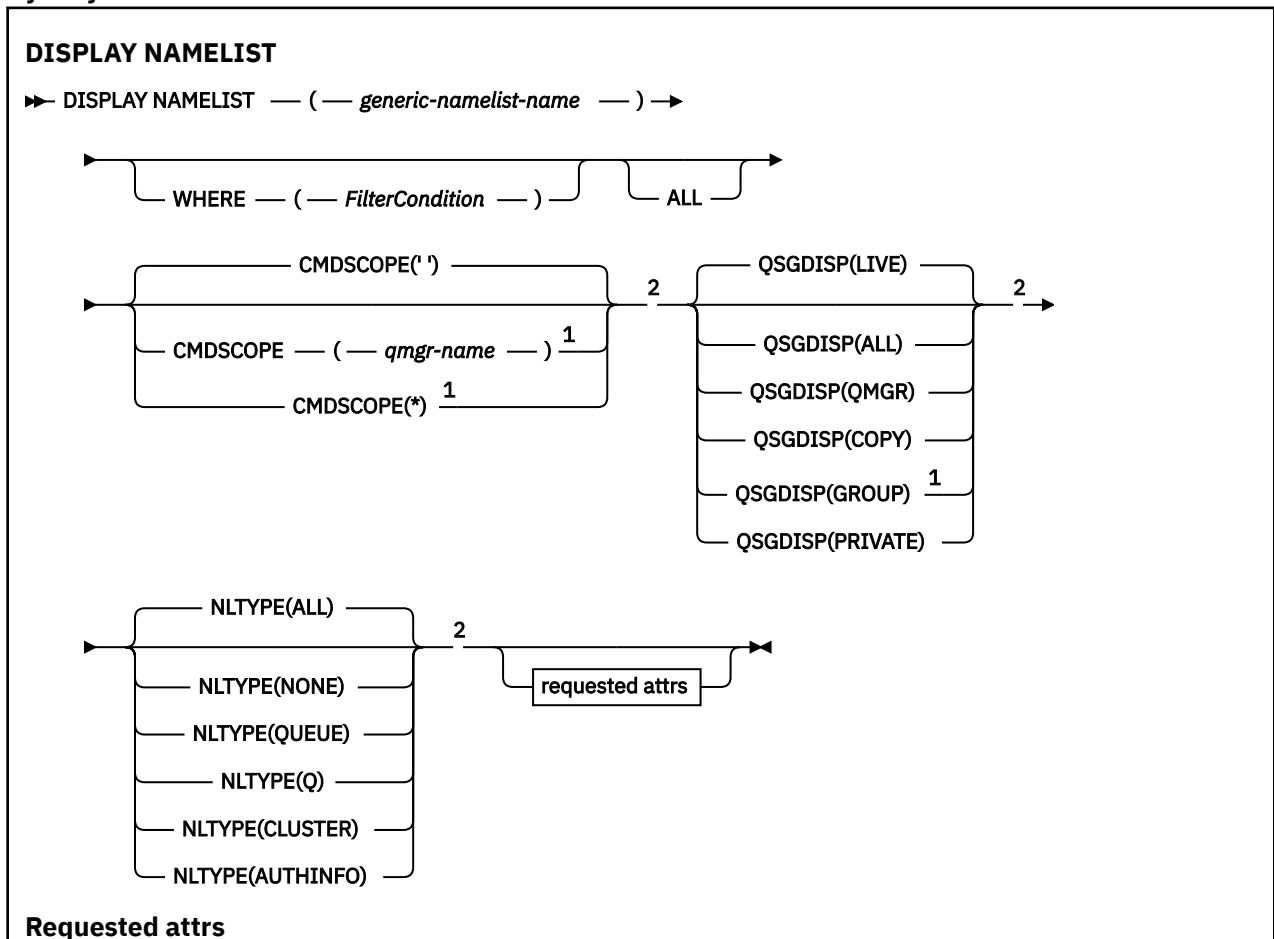 DISPLAY NAMELIST
DISPLAY NAMELIST ( generic-namelist-name )
WHERE ( FilterCondition ) ALL
CMDSCOPE(' ') 2 QSGDISP(LIVE) 2
CMDSCOPE ( qmgr-name ) 1 QSGDISP(ALL)
CMDSCOPE(*) 1 QSGDISP(QMGR)
QSGDISP(COPY)
QSGDISP(GROUP) 1
QSGDISP(PRIVATE)
NLTYPE(ALL) 2
NLTYPE(NONE) requested attrs
NLTYPE(QUEUE)
NLTYPE(Q)
NLTYPE(CLUSTER)
NLTYPE(AUTHINFO)
Requested attrs